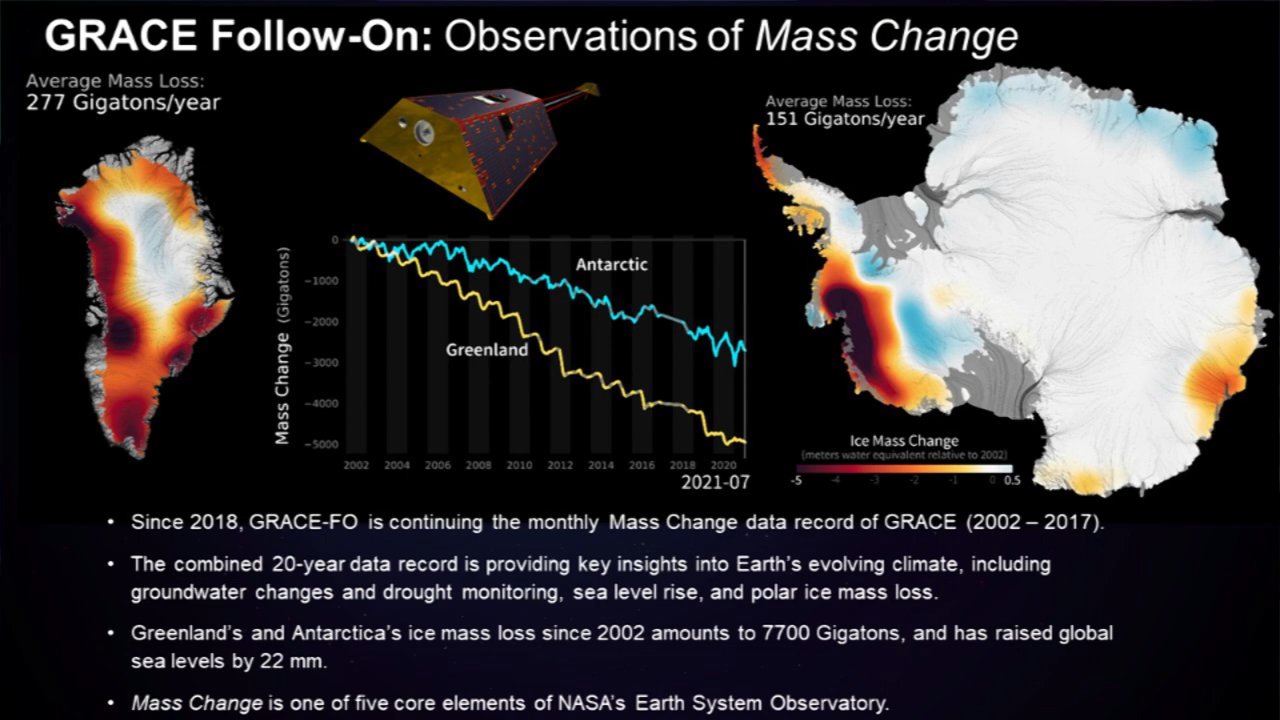 GRACE Follow-On: Observations of Mass Change
Average Mass Loss:
277 Gigatons/year
Average Mass Loss:
151 Gigatons/year
Mass Change (Gigatons)
0
−1000
−2000
−3000
−4000
−5000
Antarctic
Greenland
2002 2004 2006 2008 2010 2012 2014 2016 2018 2020
2021-07
Ice Mass Change
(meters water equivalent relative to 2002)
-5 -4 -3 -2 -1 0 0.5
• Since 2018, GRACE-FO is continuing the monthly Mass Change data record of GRACE (2002 – 2017).
• The combined 20-year data record is providing key insights into Earth's evolving climate, including
groundwater changes and drought monitoring, sea level rise, and polar ice mass loss.
• Greenland's and Antarctica's ice mass loss since 2002 amounts to 7700 Gigatons, and has raised global
sea levels by 22 mm.
• Mass Change is one of five core elements of NASA's Earth System Observatory.